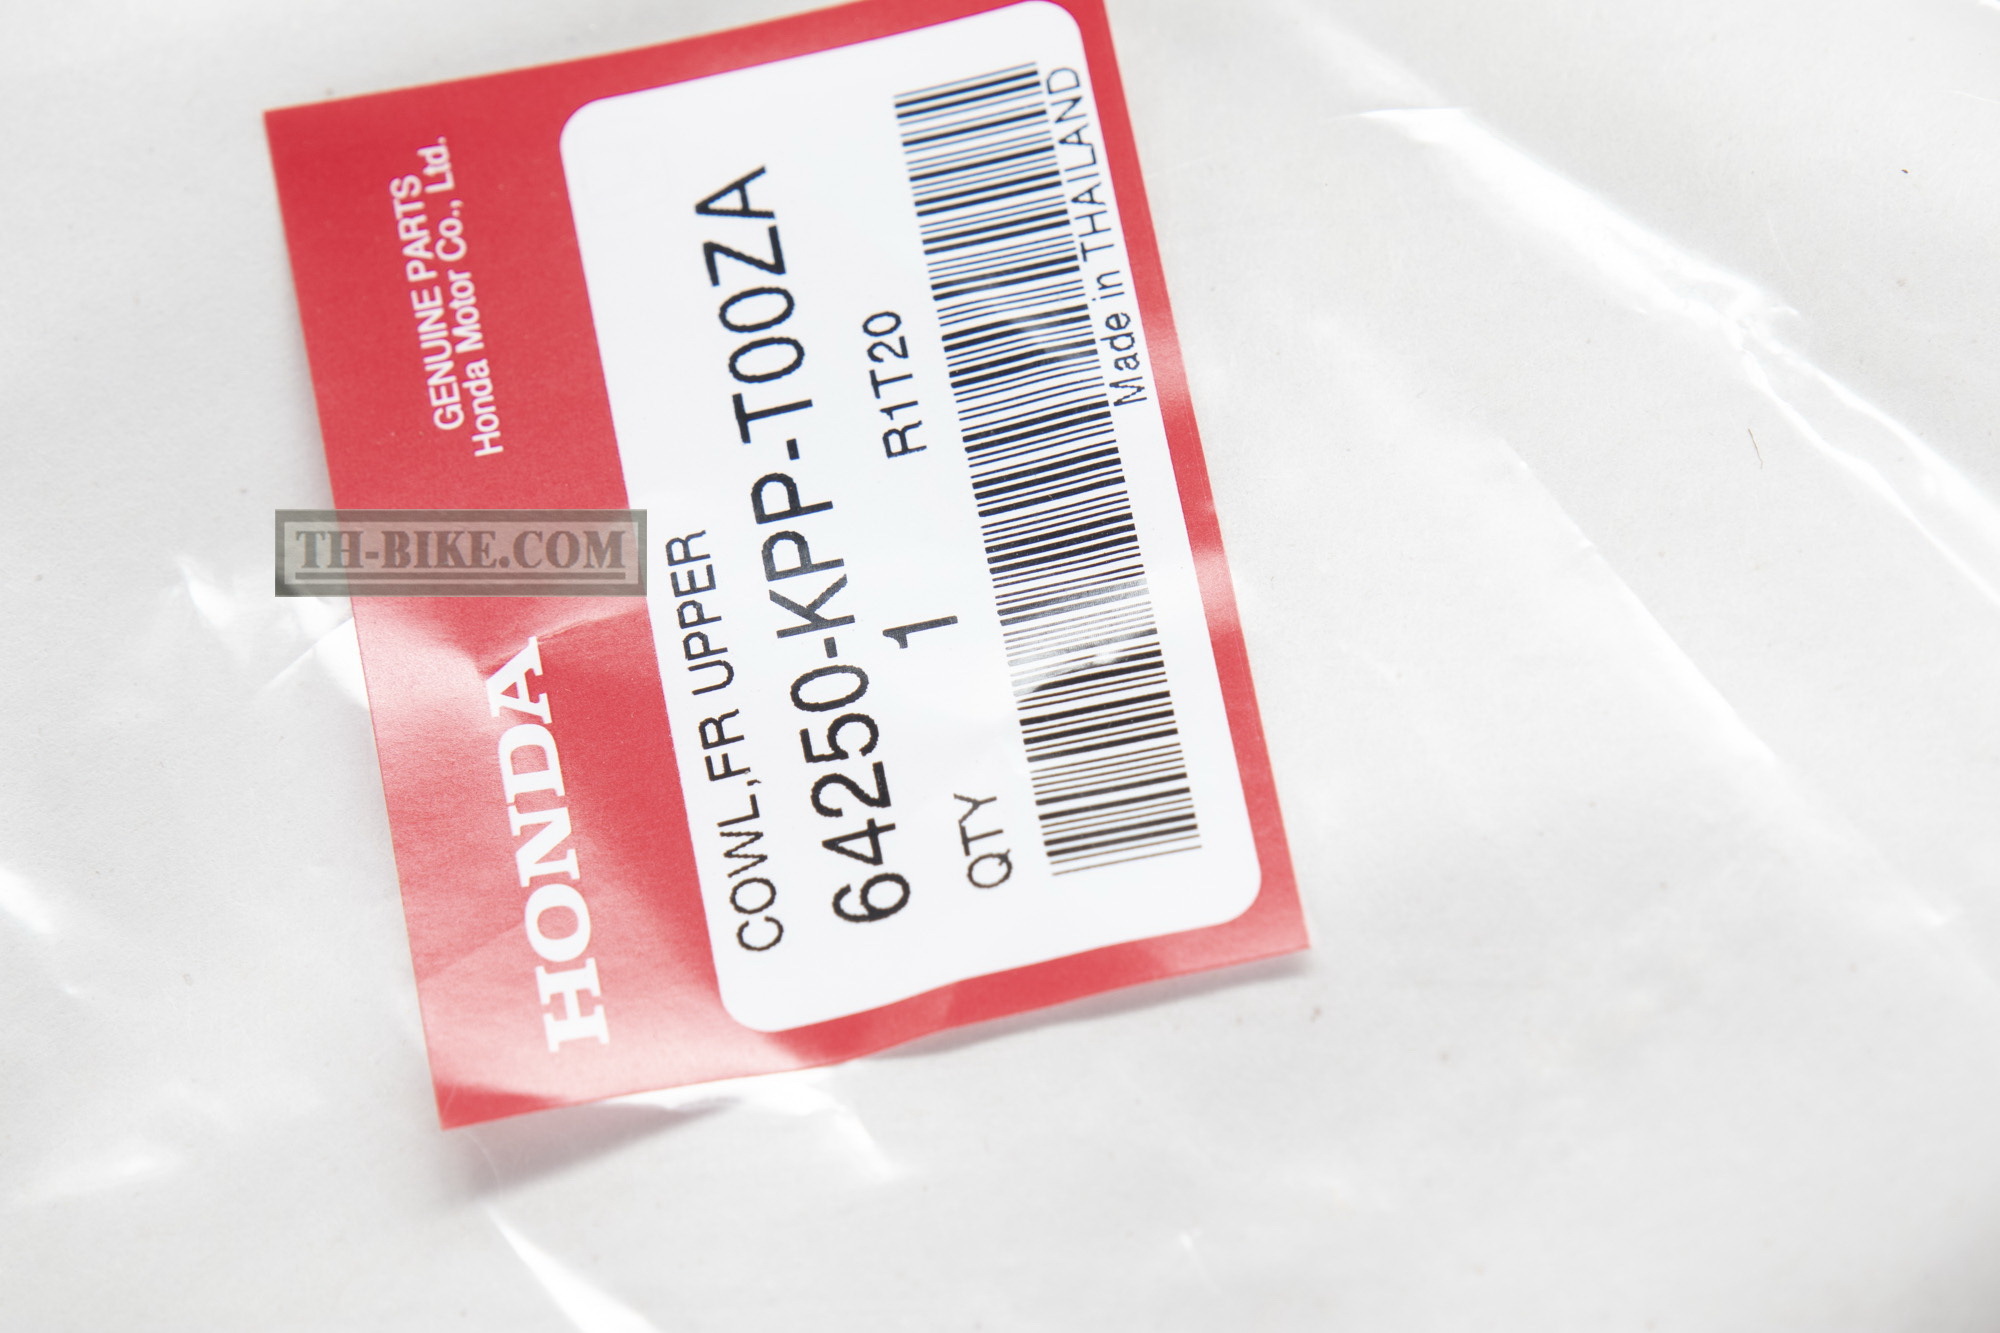 HONDA
GENUINE PARTS
Honda Motor Co., Ltd.
COWL,FR UPPER
64250-KPP-T00ZA
QTY 1 R1T20
Made in THAILAND
TH-BIKE.COM